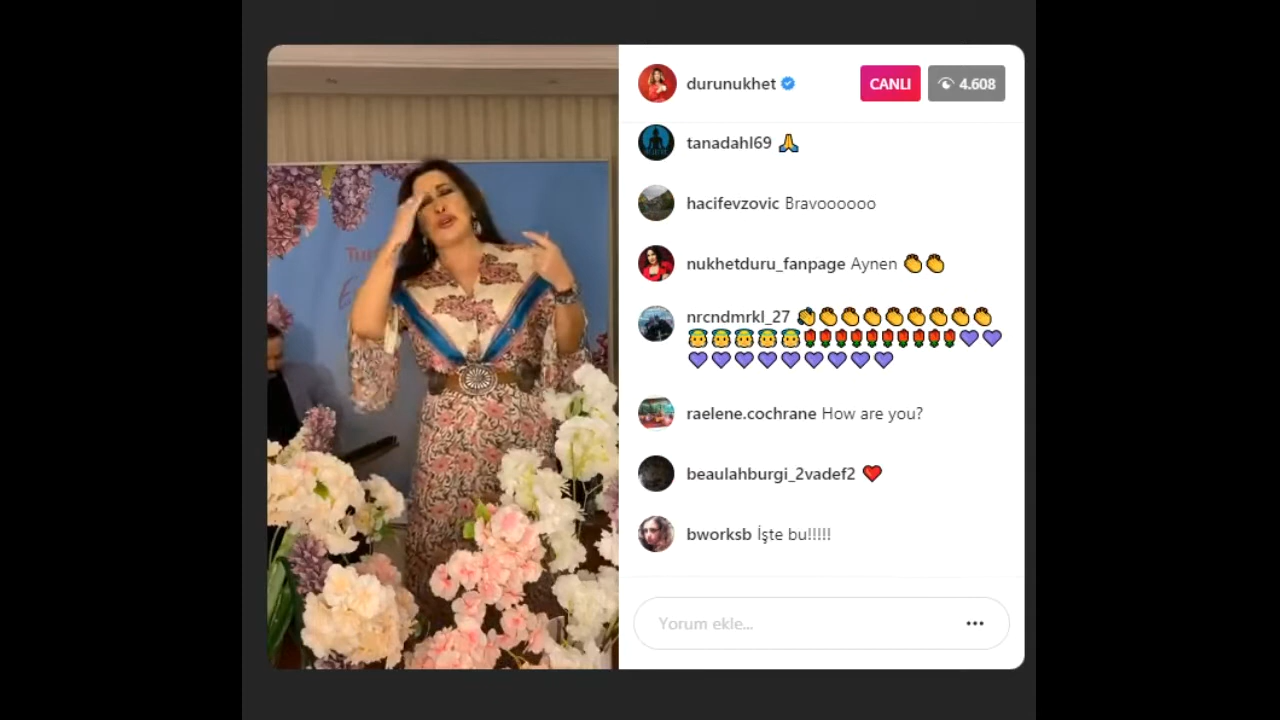 durunukhet
CANLI
4.608
tanadahl69 🙏
hacifevzovic Bravoooooo
nukhetduru_fanpage Aynen 👏👏
nrcndmrkl_27 👏👏👏👏👏👏👏👏👏
😇😇😇😇😇🌹🌹🌹🌹🌹🌹🌹🌹🌹🌹💜💜
💜💜💜💜💜💜💜💜💜
raelene.cochrane How are you?
beaulahburgi_2vadef2 ❤️
bworksb İşte bu!!!!!
Yorum ekle...